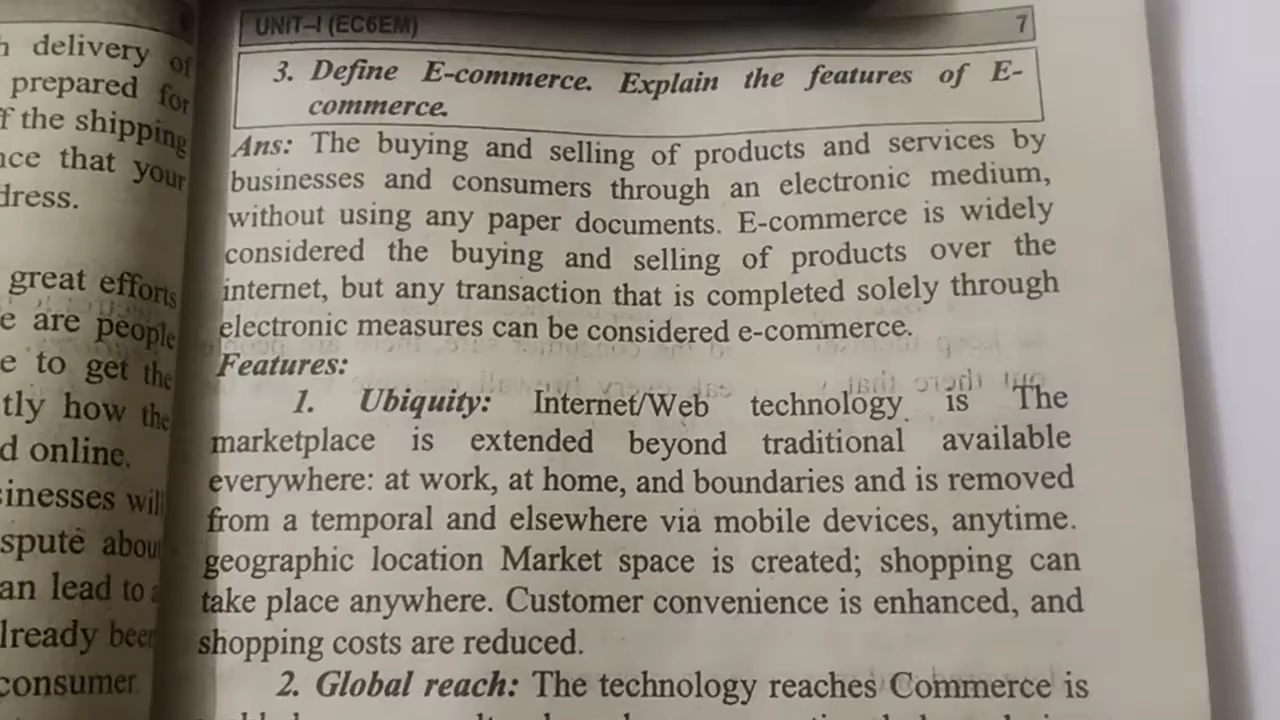 h delivery of
prepared for
f the shipping
nce that your
dress.
great efforts
e are people
e to get the
tly how the
d online.
sinesses will
spute about
an lead to a
lready been
consumer
UNIT-I (EC6EM) 7
3. Define E-commerce. Explain the features of E-
commerce.
Ans: The buying and selling of products and services by
businesses and consumers through an electronic medium,
without using any paper documents. E-commerce is widely
considered the buying and selling of products over the
internet, but any transaction that is completed solely through
electronic measures can be considered e-commerce.
Features:
1. Ubiquity: Internet/Web technology is The
marketplace is extended beyond traditional available
everywhere: at work, at home, and boundaries and is removed
from a temporal and elsewhere via mobile devices, anytime.
geographic location Market space is created; shopping can
take place anywhere. Customer convenience is enhanced, and
shopping costs are reduced.
2. Global reach: The technology reaches Commerce is